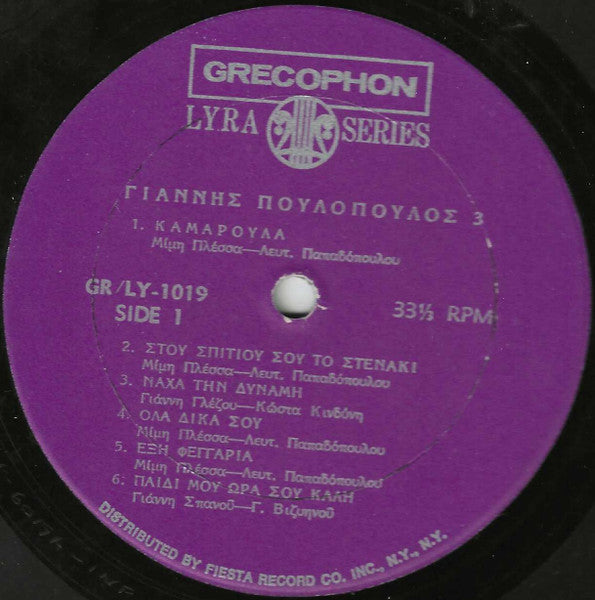 GRECOPHON
LYRA SERIES
ΓΙΑΝΝΗΣ ΠΟΥΛΟΠΟΥΛΟΣ 3
1. ΚΑΜΑΡΟΥΛΑ
Μίμη Πλέσσα—Λευτ. Παπαδόπουλου
GR/LY-1019
SIDE 1
33⅓ RPM
2. ΣΤΟΥ ΣΠΙΤΙΟΥ ΣΟΥ ΤΟ ΣΤΕΝΑΚΙ
Μίμη Πλέσσα—Λευτ. Παπαδόπουλου
3. ΝΑΧΑ ΤΗΝ ΔΥΝΑΜΗ
Γιάννη Γλέζου—Κώστα Κινδύνη
4. ΟΛΑ ΔΙΚΑ ΣΟΥ
Μίμη Πλέσσα—Λευτ. Παπαδόπουλου
5. ΕΞΗ ΦΕΓΓΑΡΙΑ
Μίμη Πλέσσα—Λευτ. Παπαδόπουλου
6. ΠΑΙΔΙ ΜΟΥ ΩΡΑ ΣΟΥ ΚΑΛΗ
Γιάννη Σπανού—Γ. Βιζυηνού
DISTRIBUTED BY FIESTA RECORD CO. INC., N.Y., N.Y.